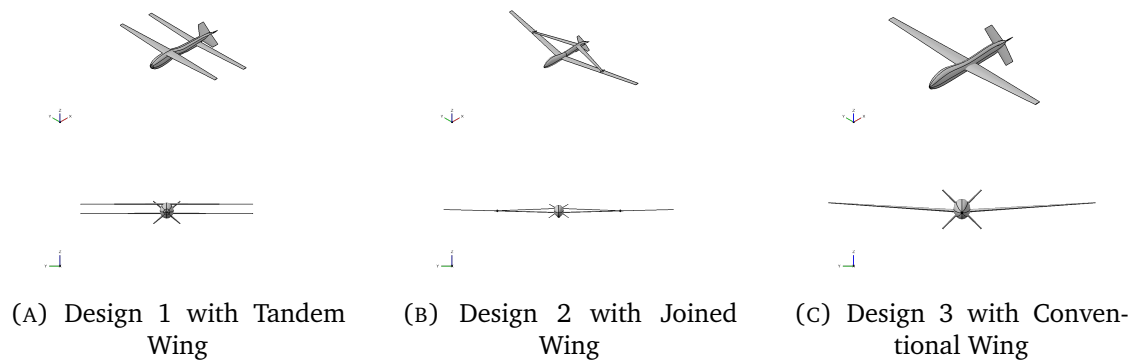 (A) Design 1 with Tandem
Wing
(B) Design 2 with Joined
Wing
(C) Design 3 with Conven-
tional Wing